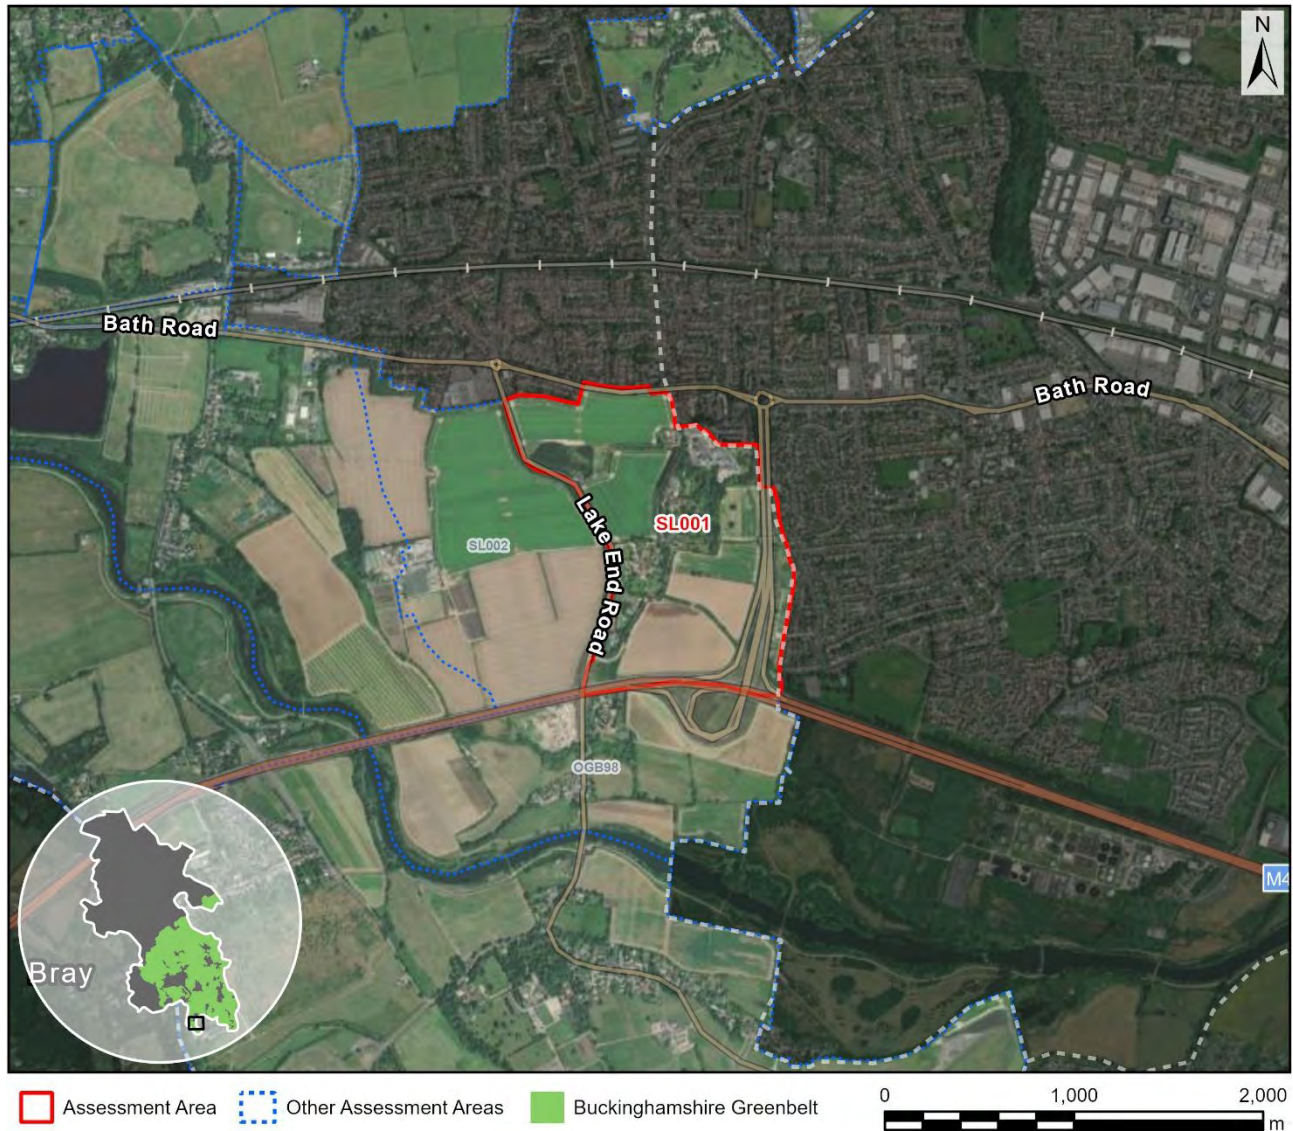 N
Bath Road
Bath Road
SL001
Lake End Road
SL002
OGB98
M4
Bray
Assessment Area
Other Assessment Areas
Buckinghamshire Greenbelt
0 1,000 2,000
m